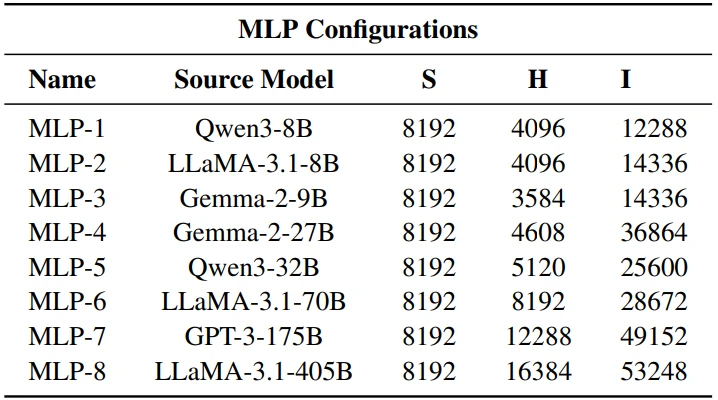 MLP Configurations
Name Source Model S H I
MLP-1 Qwen3-8B 8192 4096 12288
MLP-2 LLaMA-3.1-8B 8192 4096 14336
MLP-3 Gemma-2-9B 8192 3584 14336
MLP-4 Gemma-2-27B 8192 4608 36864
MLP-5 Qwen3-32B 8192 5120 25600
MLP-6 LLaMA-3.1-70B 8192 8192 28672
MLP-7 GPT-3-175B 8192 12288 49152
MLP-8 LLaMA-3.1-405B 8192 16384 53248